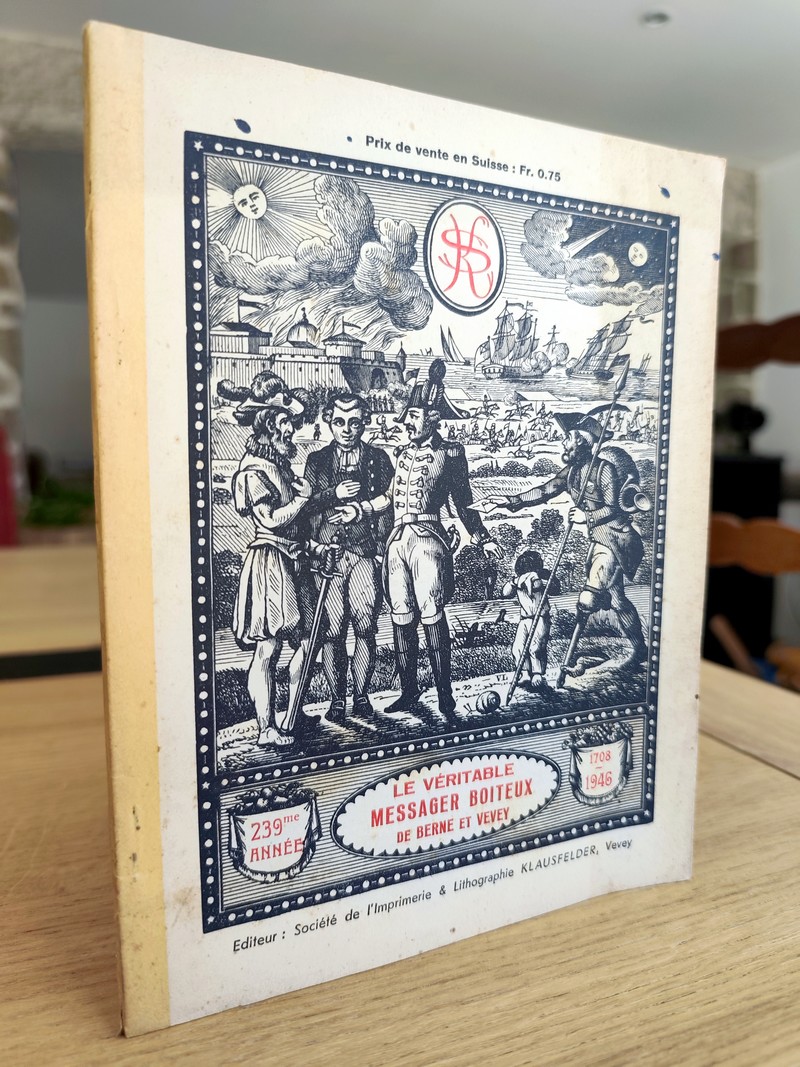 Prix de vente en Suisse : Fr. 0.75
VL
239me
ANNÉE
LE VÉRITABLE
MESSAGER BOITEUX
DE BERNE ET VEVEY
1708
—
1946
Editeur : Société de l'Imprimerie & Lithographie KLAUSFELDER, Vevey